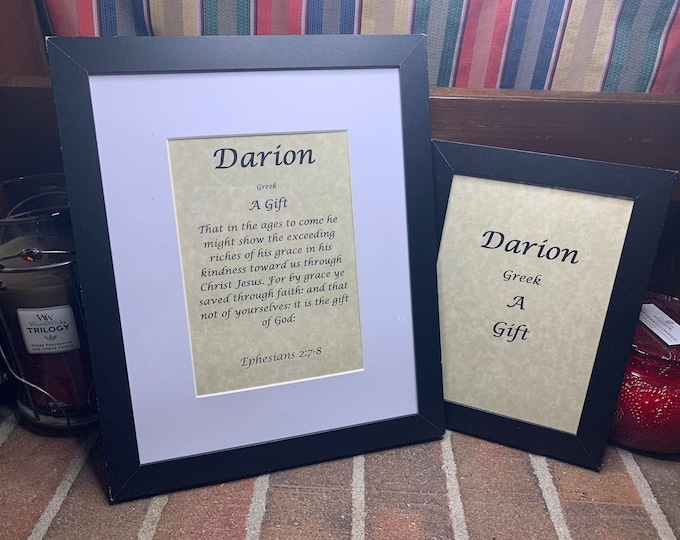 Darion
Greek
A Gift
That in the ages to come he
might show the exceeding
riches of his grace in his
kindness toward us through
Christ Jesus. For by grace ye
saved through faith: and that
not of yourselves: it is the gift
of God:
Ephesians 2:7-8
Darion
Greek
A
Gift
WW
WoodWick
TRILOGY